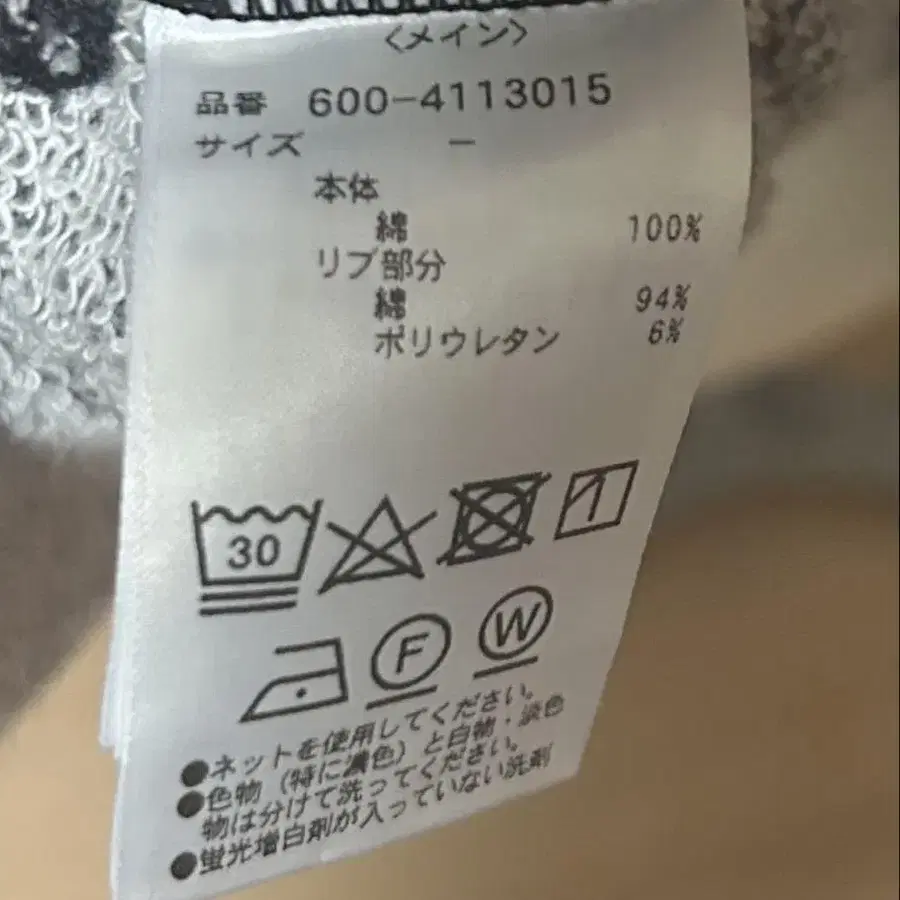 〈メイン〉
品番 600-4113015
サイズ -
本体
綿 100%
リブ部分
綿 94%
ポリウレタン 6%
30
F W
●ネットを使用してください。
●色物(特に濃色)と白物・淡色
物は分けて洗ってください。
●蛍光増白剤が入っていない洗剤